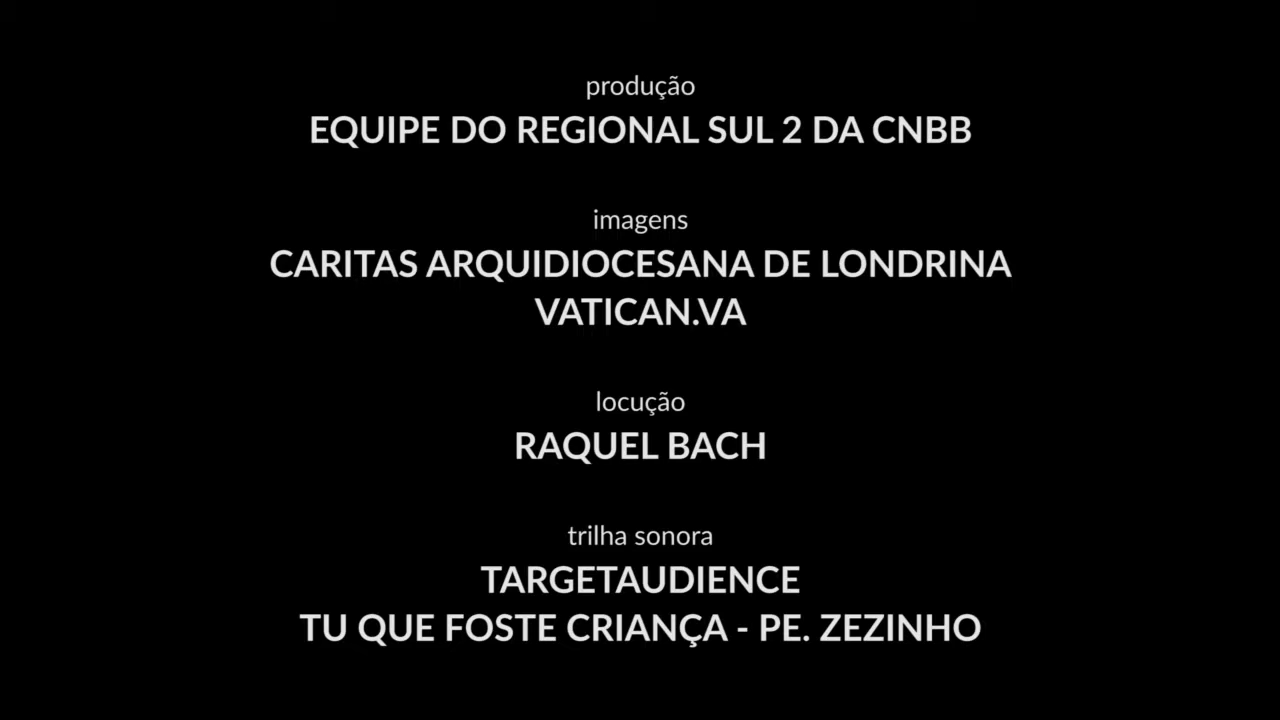 produção
EQUIPE DO REGIONAL SUL 2 DA CNBB
imagens
CARITAS ARQUIDIOCESANA DE LONDRINA
VATICAN.VA
locução
RAQUEL BACH
trilha sonora
TARGETAUDIENCE
TU QUE FOSTE CRIANÇA - PE. ZEZINHO